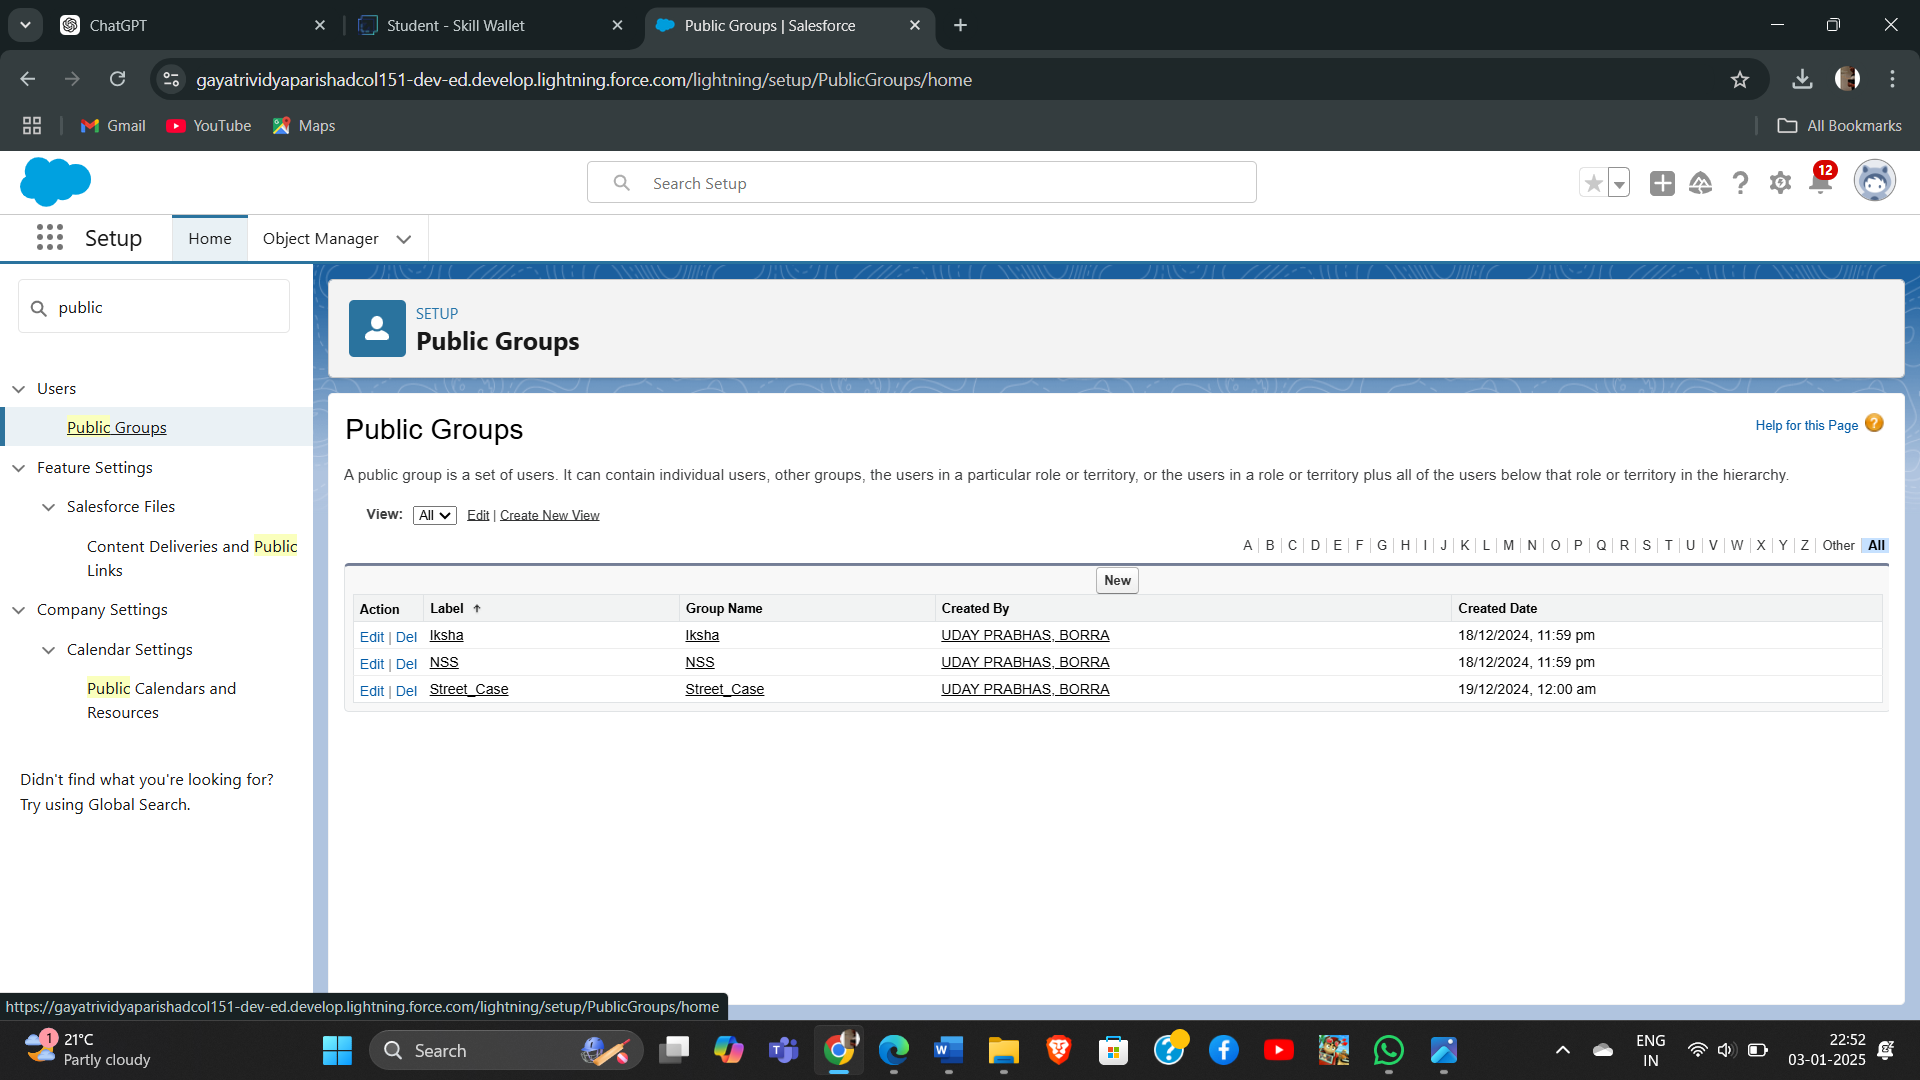 ChatGPT
Student - Skill Wallet
Public Groups | Salesforce
gayatrividyaparishadcol151-dev-ed.develop.lightning.force.com/lightning/setup/PublicGroups/home
Gmail
YouTube
Maps
All Bookmarks
Search Setup
12
Setup
Home
Object Manager
public
Users
Public Groups
Feature Settings
Salesforce Files
Content Deliveries and Public
Links
Company Settings
Calendar Settings
Public Calendars and
Resources
Didn't find what you're looking for?
Try using Global Search.
SETUP
Public Groups
Public Groups
Help for this Page ?
A public group is a set of users. It can contain individual users, other groups, the users in a particular role or territory, or the users in a role or territory plus all of the users below that role or territory in the hierarchy.
View: All Edit | Create New View
A | B | C | D | E | F | G | H | I | J | K | L | M | N | O | P | Q | R | S | T | U | V | W | X | Y | Z | Other All
New
Action Label Group Name Created By Created Date
Edit | Del Iksha Iksha UDAY PRABHAS, BORRA 18/12/2024, 11:59 pm
Edit | Del NSS NSS UDAY PRABHAS, BORRA 18/12/2024, 11:59 pm
Edit | Del Street_Case Street_Case UDAY PRABHAS, BORRA 19/12/2024, 12:00 am
https://gayatrividyaparishadcol151-dev-ed.develop.lightning.force.com/lightning/setup/PublicGroups/home
1
21°C
Partly cloudy
Search
ENG
IN
22:52
03-01-2025